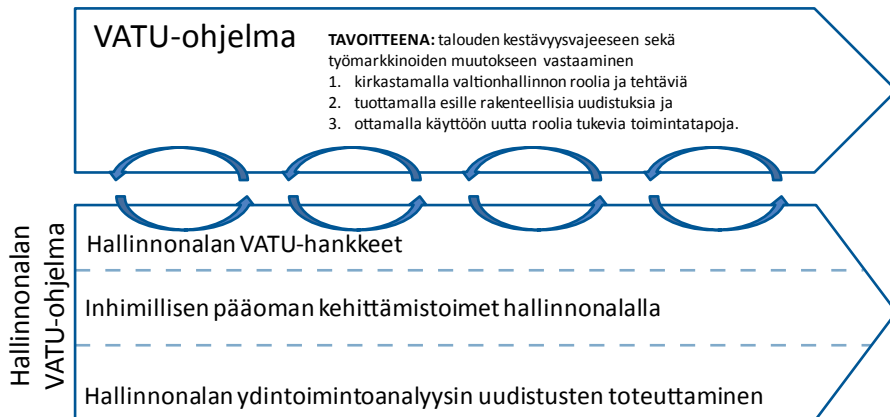 VATU-ohjelma
TAVOITTEENA: talouden kestävyysvajeeseen sekä
työmarkkinoiden muutokseen vastaaminen
1. kirkastamalla valtionhallinnon roolia ja tehtäviä
2. tuottamalla esille rakenteellisia uudistuksia ja
3. ottamalla käyttöön uutta roolia tukevia toimintatapoja.
Hallinnonalan
VATU-ohjelma
Hallinnonalan VATU-hankkeet
Inhimillisen pääoman kehittämistoimet hallinnonalalla
Hallinnonalan ydintoimintoanalyysin uudistusten toteuttaminen